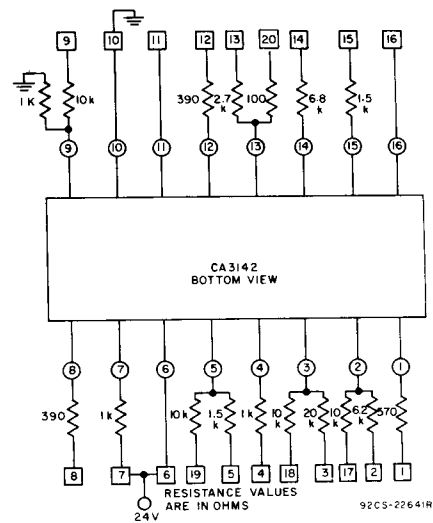 9 10 11 12 13 20 14 15 16
1K 10k 390 2.7 k 100 6.8 k 1.5 k
9 10 11 12 13 14 15 16
CA3142
BOTTOM VIEW
8 7 6 5 4 3 2 1
390 1k 10k 1.5 k 1k 10 k 20 k 10 k 6.2 k 570
8 7 6 19 5 4 18 3 17 2 1
24V
RESISTANCE VALUES
ARE IN OHMS
92CS-22641R